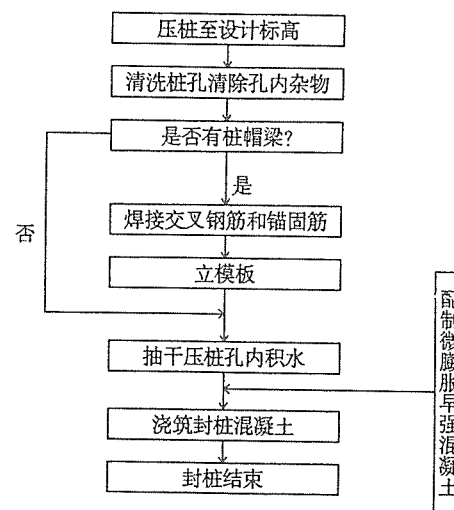 压桩至设计标高
清洗桩孔清除孔内杂物
是否有桩帽梁?
是
否
焊接交叉钢筋和锚固筋
立模板
抽干压桩孔内积水
配制微膨胀早强混凝土
浇筑封桩混凝土
封桩结束